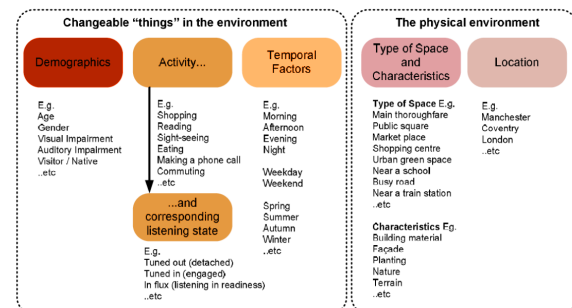 Changeable “things” in the environment
The physical environment
Demographics
E.g.
Age
Gender
Visual Impairment
Auditory Impairment
Visitor / Native
..etc
Activity...
E.g.
Shopping
Reading
Sight-seeing
Eating
Making a phone call
Commuting
..etc
...and
corresponding
listening state
E.g.
Tuned out (detached)
Tuned in (engaged)
In flux (listening in readiness)
..etc
Temporal
Factors
E.g.
Morning
Afternoon
Evening
Night
Weekday
Weekend
Spring
Summer
Autumn
Winter
..etc
Type of Space
and
Characteristics
Type of Space E.g.
Main thoroughfare
Public square
Market place
Shopping centre
Urban green space
Near a school
Busy road
Near a train station
..etc
Characteristics Eg.
Building material
Façade
Planting
Nature
Terrain
..etc
Location
E.g.
Manchester
Coventry
London
..etc